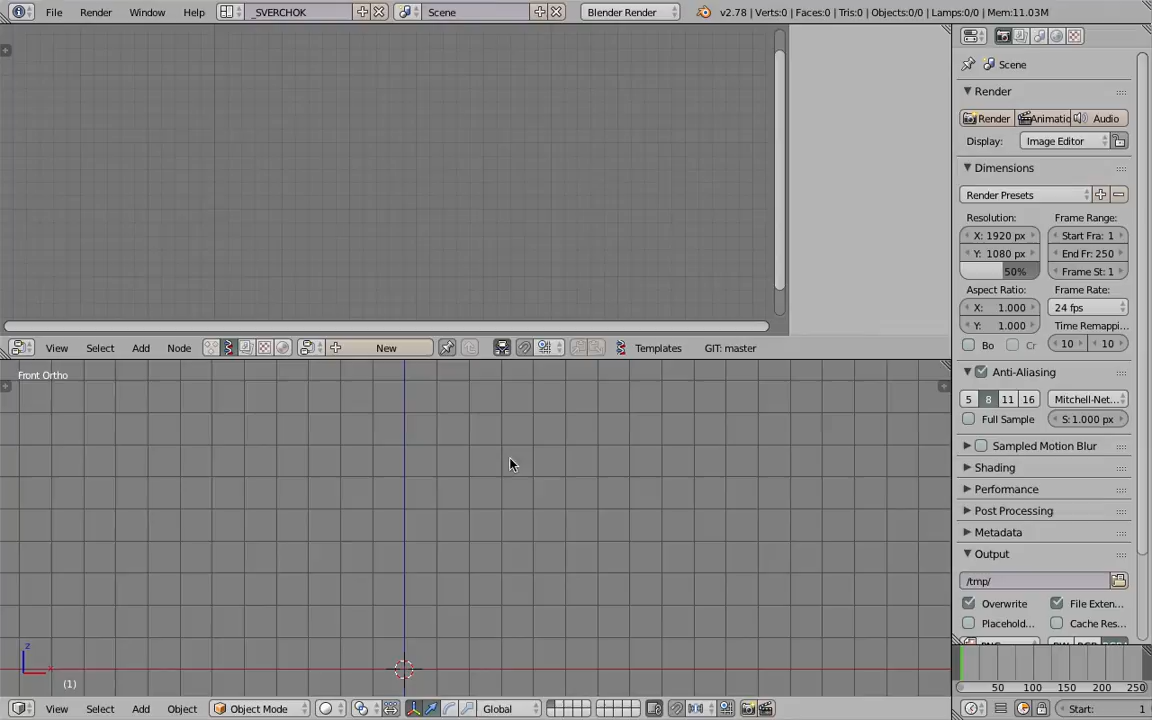 File Render Window Help _SVERCHOK Scene Blender Render v2.78 | Verts:0 | Faces:0 | Tris:0 | Objects:0/0 | Lamps:0/0 | Mem:11.03M
Scene
Render
Render Animatic Audio
Display: Image Editor
Dimensions
Render Presets
Resolution: Frame Range:
X: 1920 px Start Fra: 1
Y: 1080 px End Fr: 250
50% Frame St: 1
Aspect Ratio: Frame Rate:
X: 1.000 24 fps
Y: 1.000 Time Remappi...
Bo Cr 10 10
View Select Add Node New Templates GIT: master
Front Ortho
Anti-Aliasing
5 8 11 16 Mitchell-Net...
Full Sample S: 1.000 px
Sampled Motion Blur
Shading
Performance
Post Processing
Metadata
Output
/tmp/
Overwrite File Exten...
Placehold... Cache Res...
z
x
(1)
50 100 150 200 250
View Select Add Object Object Mode Global Start: 1